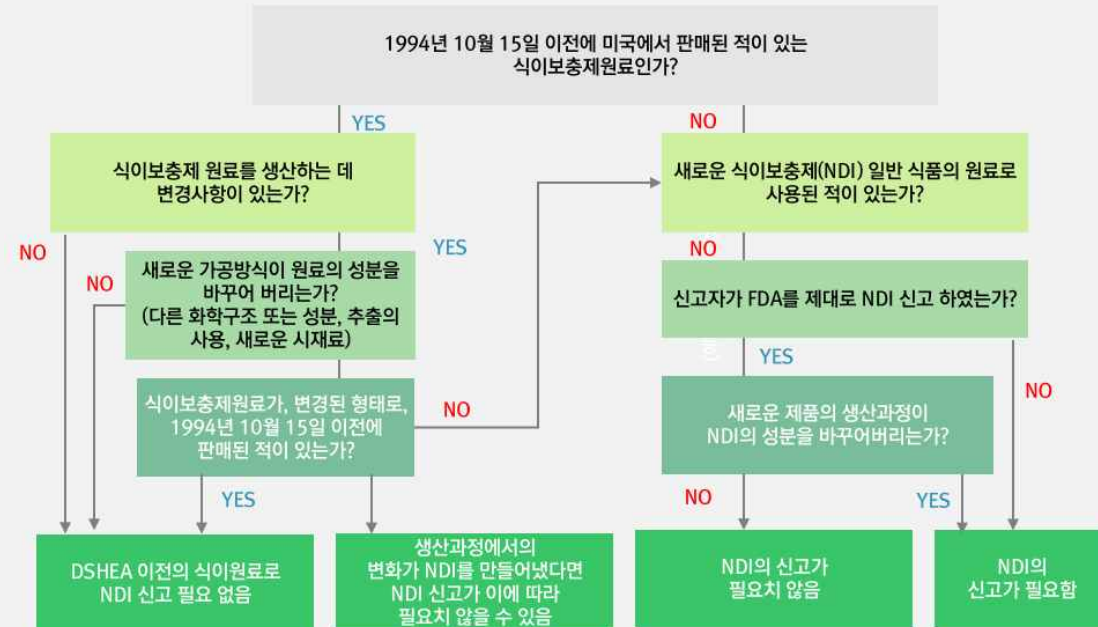 1994년 10월 15일 이전에 미국에서 판매된 적이 있는
식이보충제원료인가?
YES
NO
식이보충제 원료를 생산하는 데
변경사항이 있는가?
새로운 식이보충제(NDI) 일반 식품의 원료로
사용된 적이 있는가?
NO
YES
NO
NO
새로운 가공방식이 원료의 성분을
바꾸어 버리는가?
(다른 화학구조 또는 성분, 추출의
사용, 새로운 시재료)
신고자가 FDA를 제대로 NDI 신고 하였는가?
YES
NO
식이보충제원료가, 변경된 형태로,
1994년 10월 15일 이전에
판매된 적이 있는가?
NO
새로운 제품의 생산과정이
NDI의 성분을 바꾸어버리는가?
YES
NO
YES
DSHEA 이전의 식이원료로
NDI 신고 필요 없음
생산과정에서의
변화가 NDI를 만들어냈다면
NDI 신고가 이에 따라
필요치 않을 수 있음
NDI의 신고가
필요치 않음
NDI의
신고가 필요함